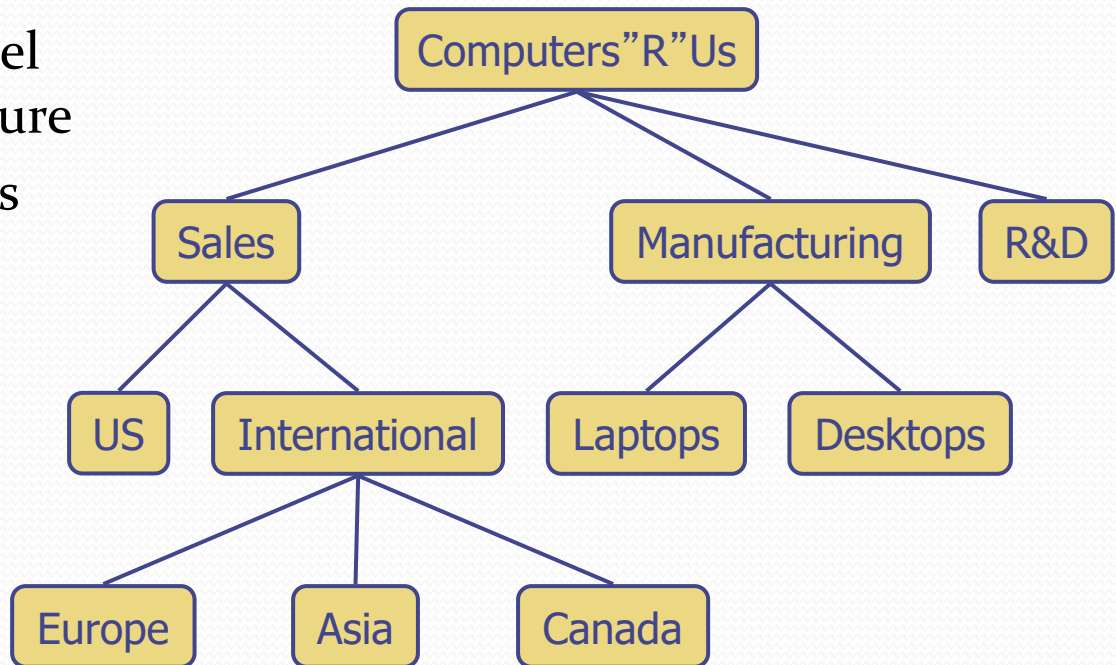 el
ure
s
Computers”R”Us
Sales
Manufacturing
R&D
US
International
Laptops
Desktops
Europe
Asia
Canada